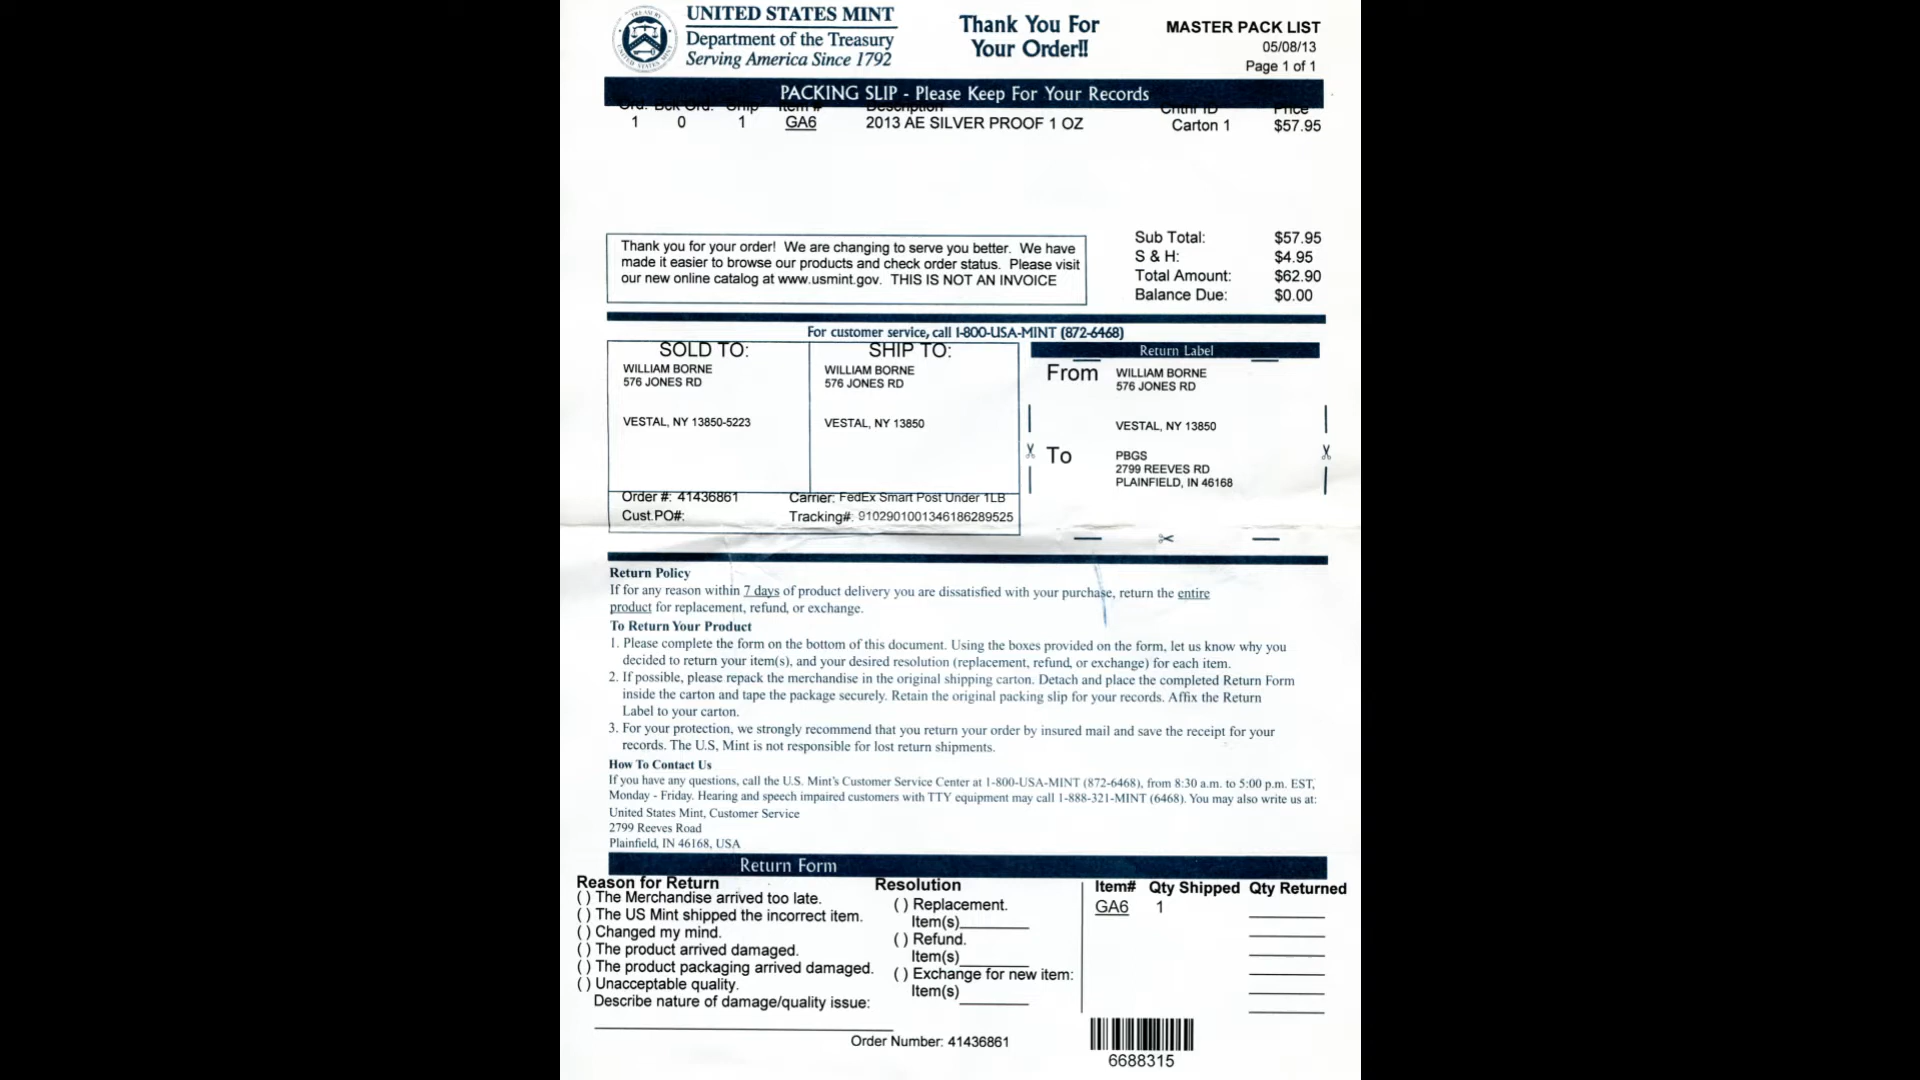 UNITED STATES MINT
Department of the Treasury
Serving America Since 1792
Thank You For
Your Order!!
MASTER PACK LIST
05/08/13
Page 1 of 1
PACKING SLIP - Please Keep For Your Records
Ord. Bck Ord. Ship Item # Description Cntnr ID Price
1 0 1 GA6 2013 AE SILVER PROOF 1 OZ Carton 1 $57.95
Thank you for your order! We are changing to serve you better. We have
made it easier to browse our products and check order status. Please visit
our new online catalog at www.usmint.gov. THIS IS NOT AN INVOICE
Sub Total: $57.95
S & H: $4.95
Total Amount: $62.90
Balance Due: $0.00
For customer service, call 1-800-USA-MINT (872-6468)
SOLD TO:
WILLIAM BORNE
576 JONES RD
VESTAL, NY 13850-5223
SHIP TO:
WILLIAM BORNE
576 JONES RD
VESTAL, NY 13850
Return Label
From WILLIAM BORNE
576 JONES RD
VESTAL, NY 13850
To PBGS
2799 REEVES RD
PLAINFIELD, IN 46168
Order #: 41436861 Carrier: FedEx Smart Post Under 1LB
Cust.PO#: Tracking#: 9102901001346186289525
Return Policy
If for any reason within 7 days of product delivery you are dissatisfied with your purchase, return the entire
product for replacement, refund, or exchange.
To Return Your Product
1. Please complete the form on the bottom of this document. Using the boxes provided on the form, let us know why you
decided to return your item(s), and your desired resolution (replacement, refund, or exchange) for each item.
2. If possible, please repack the merchandise in the original shipping carton. Detach and place the completed Return Form
inside the carton and tape the package securely. Retain the original packing slip for your records. Affix the Return
Label to your carton.
3. For your protection, we strongly recommend that you return your order by insured mail and save the receipt for your
records. The U.S, Mint is not responsible for lost return shipments.
How To Contact Us
If you have any questions, call the U.S. Mint's Customer Service Center at 1-800-USA-MINT (872-6468), from 8:30 a.m. to 5:00 p.m. EST,
Monday - Friday. Hearing and speech impaired customers with TTY equipment may call 1-888-321-MINT (6468). You may also write us at:
United States Mint, Customer Service
2799 Reeves Road
Plainfield, IN 46168, USA
Return Form
Reason for Return
( ) The Merchandise arrived too late.
( ) The US Mint shipped the incorrect item.
( ) Changed my mind.
( ) The product arrived damaged.
( ) The product packaging arrived damaged.
( ) Unacceptable quality.
Describe nature of damage/quality issue:
Resolution
( ) Replacement.
Item(s)
( ) Refund.
Item(s)
( ) Exchange for new item:
Item(s)
Item# Qty Shipped Qty Returned
GA6 1
Order Number: 41436861
6688315